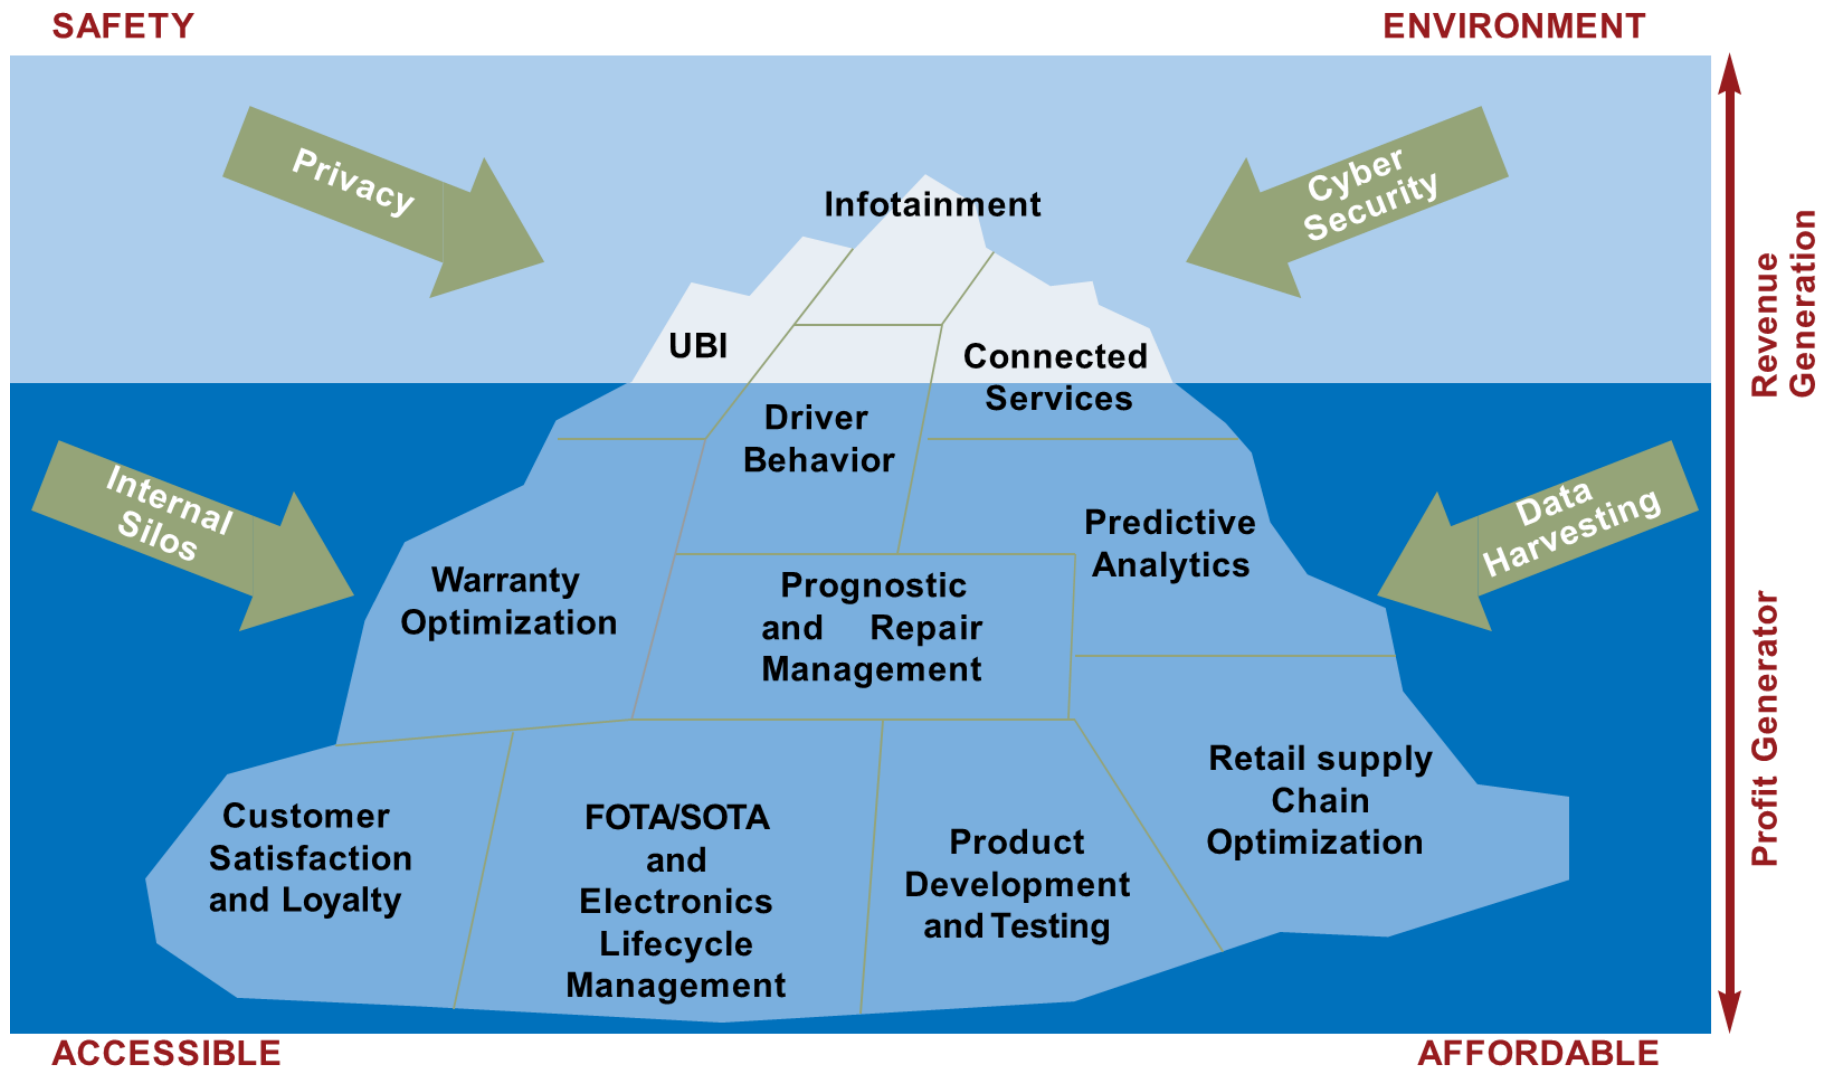 SAFETY
ENVIRONMENT
Privacy
Cyber
Security
Infotainment
UBI
Connected
Services
Revenue
Generation
Driver
Behavior
Internal
Silos
Data
Harvesting
Predictive
Analytics
Warranty
Optimization
Prognostic
and Repair
Management
Profit Generator
Customer
Satisfaction
and Loyalty
FOTA/SOTA
and
Electronics
Lifecycle
Management
Product
Development
and Testing
Retail supply
Chain
Optimization
ACCESSIBLE
AFFORDABLE